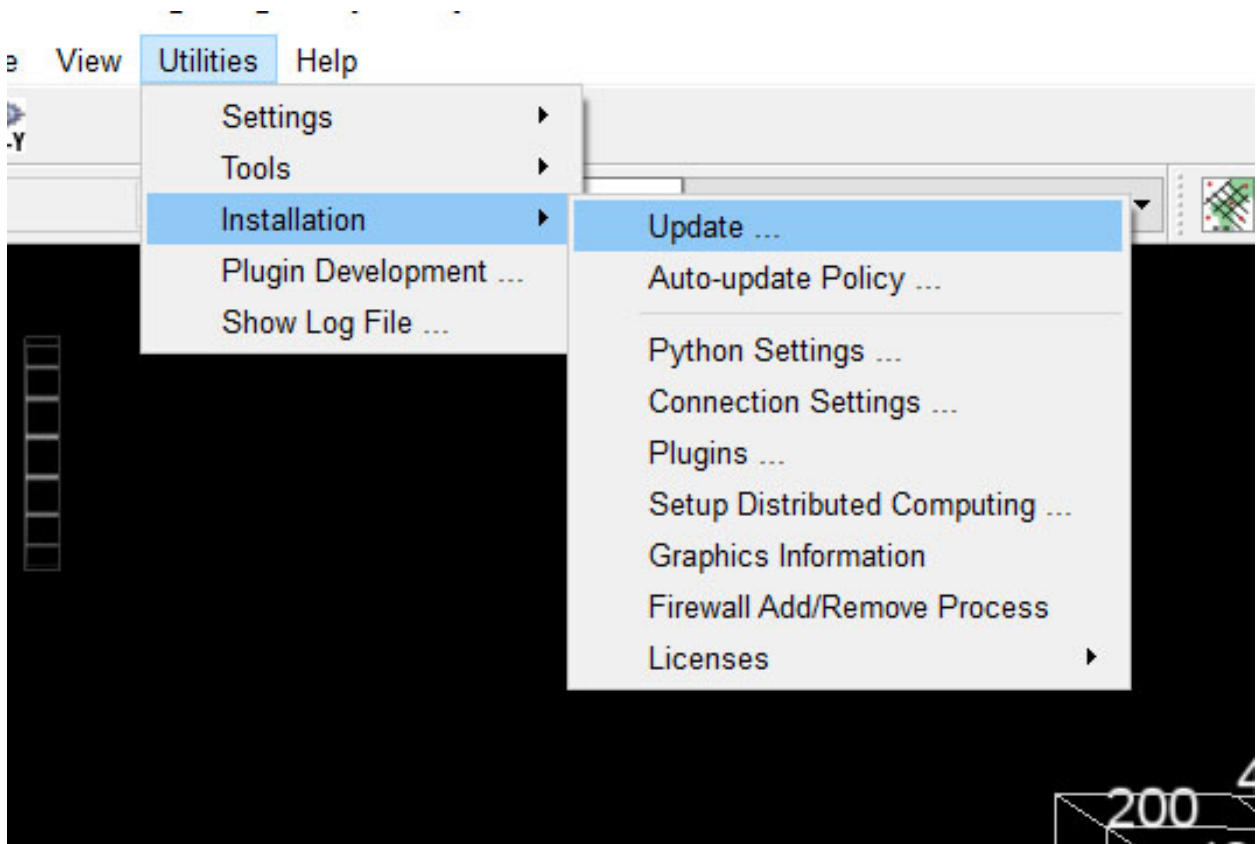 View Utilities Help
Settings
Tools
Installation
Plugin Development ...
Show Log File ...
Update ...
Auto-update Policy ...
Python Settings ...
Connection Settings ...
Plugins ...
Setup Distributed Computing ...
Graphics Information
Firewall Add/Remove Process
Licenses
200